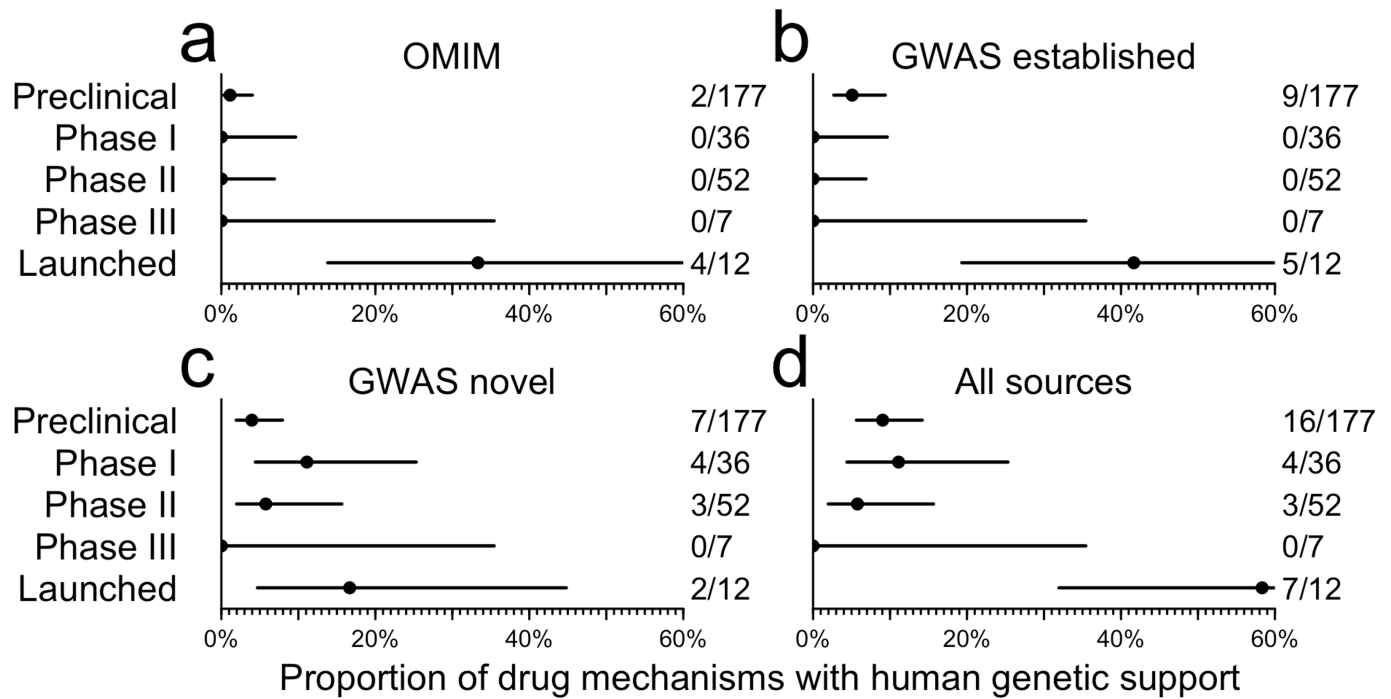 a
OMIM
Preclinical 2/177
Phase I 0/36
Phase II 0/52
Phase III 0/7
Launched 4/12
0% 20% 40% 60%
b
GWAS established
9/177
0/36
0/52
0/7
5/12
0% 20% 40% 60%
c
GWAS novel
Preclinical 7/177
Phase I 4/36
Phase II 3/52
Phase III 0/7
Launched 2/12
0% 20% 40% 60%
d
All sources
16/177
4/36
3/52
0/7
7/12
0% 20% 40% 60%
Proportion of drug mechanisms with human genetic support